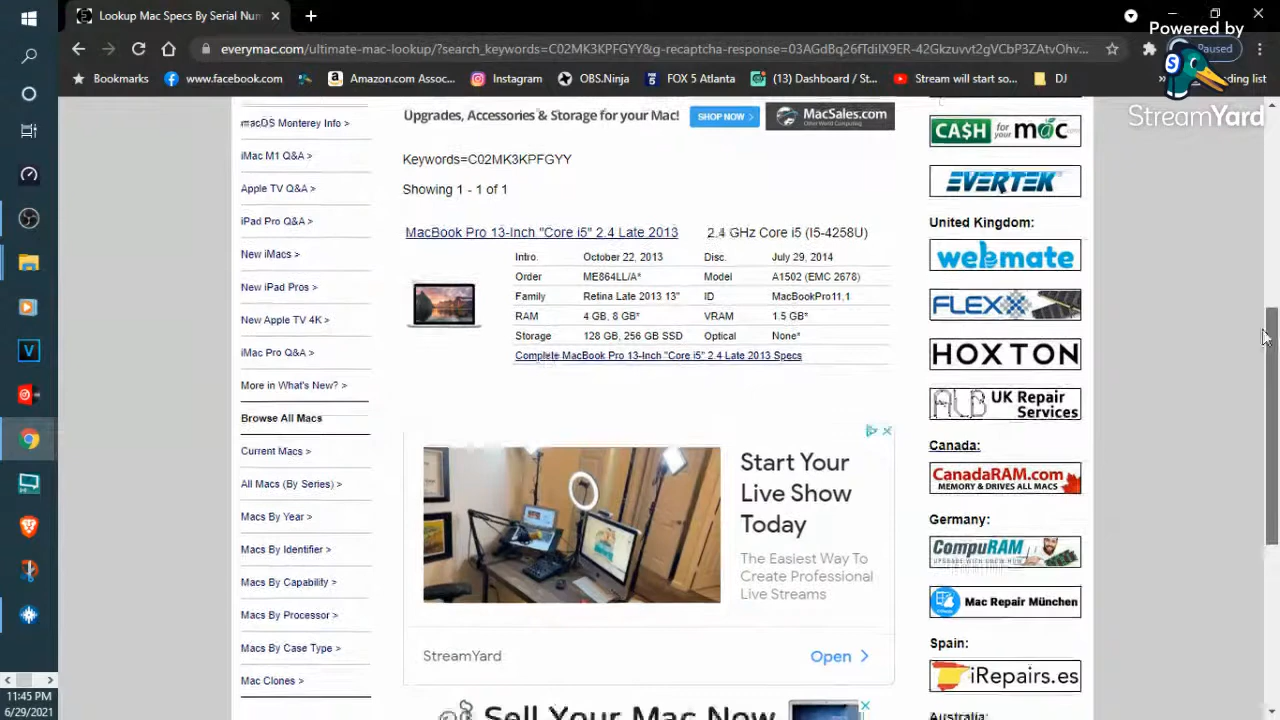 Lookup Mac Specs By Serial Num
Powered by
everymac.com/ultimate-mac-lookup/?search_keywords=C02MK3KPFGYY&g-recaptcha-response=03AGdBq26fTdiIX9ER-42Gkzuvvt2gVCbP3ZAtvOhv...
Paused
Bookmarks
www.facebook.com
Amazon.com Assoc...
Instagram
OBS.Ninja
FOX 5 Atlanta
(13) Dashboard / St...
Stream will start so...
DJ
StreamYard
macOS Monterey Info >
iMac M1 Q&A >
Apple TV Q&A >
iPad Pro Q&A >
New iMacs >
New iPad Pros >
New Apple TV 4K >
iMac Pro Q&A >
More in What's New? >
Browse All Macs
Current Macs >
All Macs (By Series) >
Macs By Year >
Macs By Identifier >
Macs By Capability >
Macs By Processor >
Macs By Case Type >
Mac Clones >
Upgrades, Accessories & Storage for your Mac!
SHOP NOW >
MacSales.com
Other World Computing
Keywords=C02MK3KPFGYY
Showing 1 - 1 of 1
MacBook Pro 13-Inch "Core i5" 2.4 Late 2013 2.4 GHz Core i5 (I5-4258U)
Intro. October 22, 2013 Disc. July 29, 2014
Order ME864LL/A* Model A1502 (EMC 2678)
Family Retina Late 2013 13" ID MacBookPro11,1
RAM 4 GB, 8 GB* VRAM 1.5 GB*
Storage 128 GB, 256 GB SSD Optical None*
Complete MacBook Pro 13-Inch "Core i5" 2.4 Late 2013 Specs
Start Your
Live Show
Today
The Easiest Way To
Create Professional
Live Streams
StreamYard
Open
Sell Your Mac Now
CA$H for your mac
EVERTEK
United Kingdom:
webmate
FLEXX
HOXTON
ALB UK Repair
Services
Canada:
CanadaRAM.com
MEMORY & DRIVES ALL MACS
Germany:
CompuRAM
UPGRADE WITH KNOW HOW
Mac Repair München
Spain:
iRepairs.es
Australia:
11:45 PM
6/29/2021